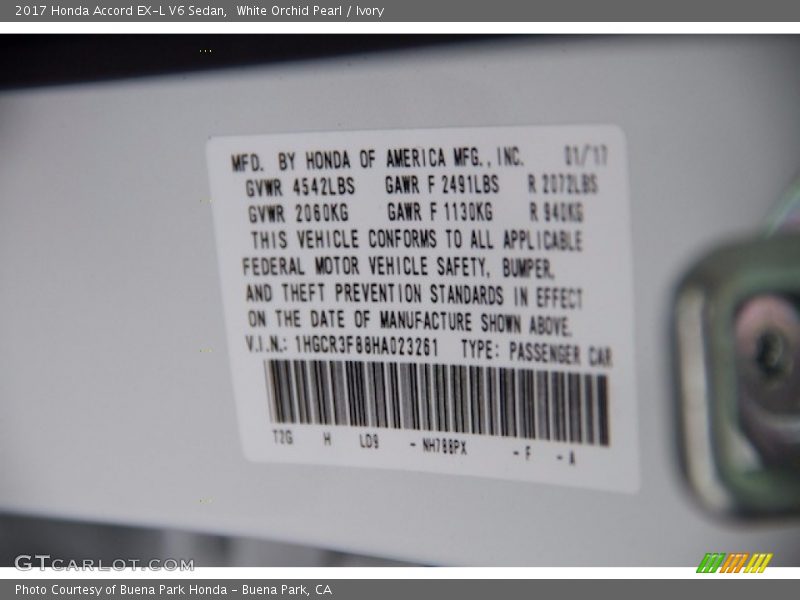 2017 Honda Accord EX-L V6 Sedan,  White Orchid Pearl / Ivory
MFD. BY HONDA OF AMERICA MFG., INC. 01/17
GVWR 4542LBS GAWR F 2491LBS R 2072LBS
GVWR 2060KG GAWR F 1130KG R 940KG
THIS VEHICLE CONFORMS TO ALL APPLICABLE
FEDERAL MOTOR VEHICLE SAFETY, BUMPER,
AND THEFT PREVENTION STANDARDS IN EFFECT
ON THE DATE OF MANUFACTURE SHOWN ABOVE.
V.I.N.: 1HGCR3F88HA023261 TYPE: PASSENGER CAR
T2G H LD9 - NH788PX - F - A
GTCARLOT.COM
Photo Courtesy of Buena Park Honda – Buena Park, CA